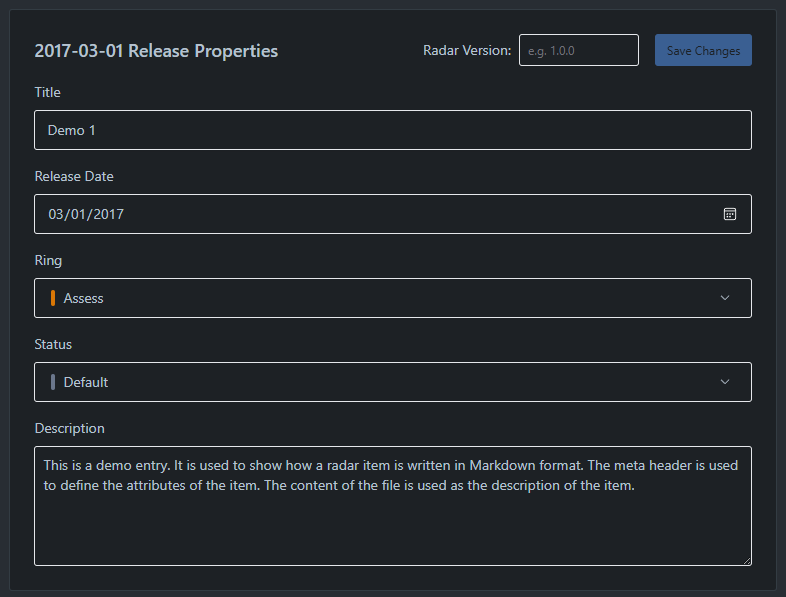 2017-03-01 Release Properties
Radar Version:
e.g. 1.0.0
Save Changes
Title
Demo 1
Release Date
03/01/2017
Ring
Assess
Status
Default
Description
This is a demo entry. It is used to show how a radar item is written in Markdown format. The meta header is used
to define the attributes of the item. The content of the file is used as the description of the item.